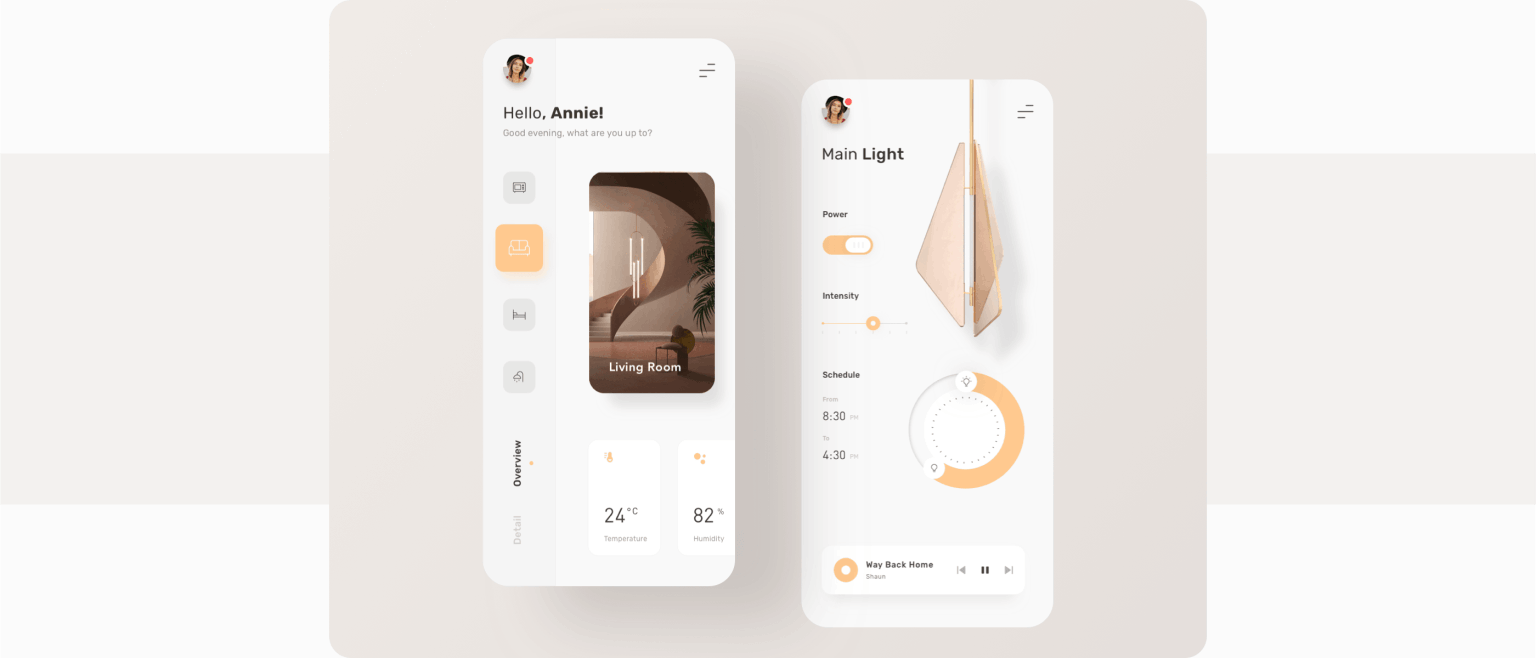 Hello, Annie!
Good evening, what are you up to?
Living Room
Overview
Detail
24 °C
Temperature
82 %
Humidity
Main Light
Power
Intensity
Schedule
From
8:30 PM
To
4:30 PM
Way Back Home
Shaun